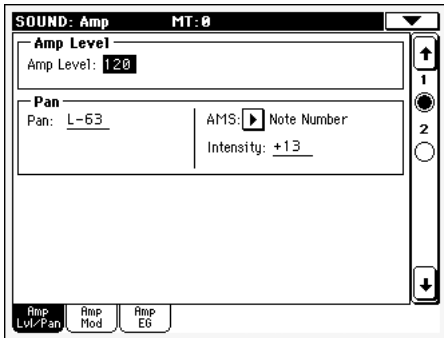 SOUND: Amp MT:0
Amp Level
Amp Level: 120
Pan
Pan: L-63
AMS: Note Number
Intensity: +13
1
2
Amp Lvl/Pan
Amp Mod
Amp EG